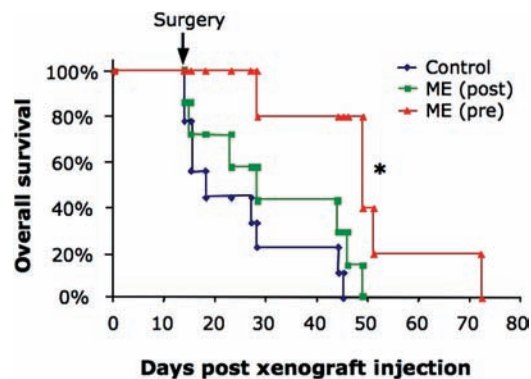 Surgery
Control
ME (post)
ME (pre)
100%
80%
60%
40%
20%
0%
*
0 10 20 30 40 50 60 70 80
Overall survival
Days post xenograft injection